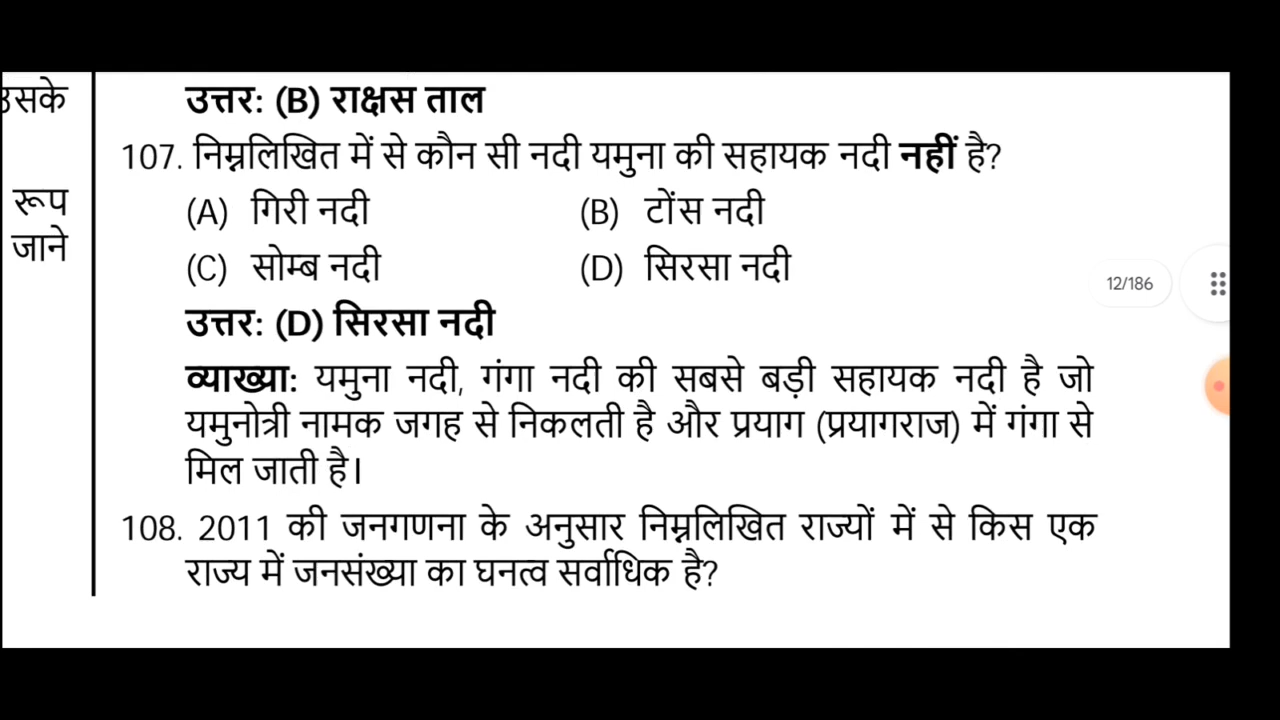 उसके
रूप
जाने
उत्तर: (B) राक्षस ताल
107. निम्नलिखित में से कौन सी नदी यमुना की सहायक नदी नहीं है?
(A) गिरी नदी (B) टोंस नदी
(C) सोम्ब नदी (D) सिरसा नदी
उत्तर: (D) सिरसा नदी
व्याख्या: यमुना नदी, गंगा नदी की सबसे बड़ी सहायक नदी है जो
यमुनोत्री नामक जगह से निकलती है और प्रयाग (प्रयागराज) में गंगा से
मिल जाती है।
108. 2011 की जनगणना के अनुसार निम्नलिखित राज्यों में से किस एक
राज्य में जनसंख्या का घनत्व सर्वाधिक है?
12/186